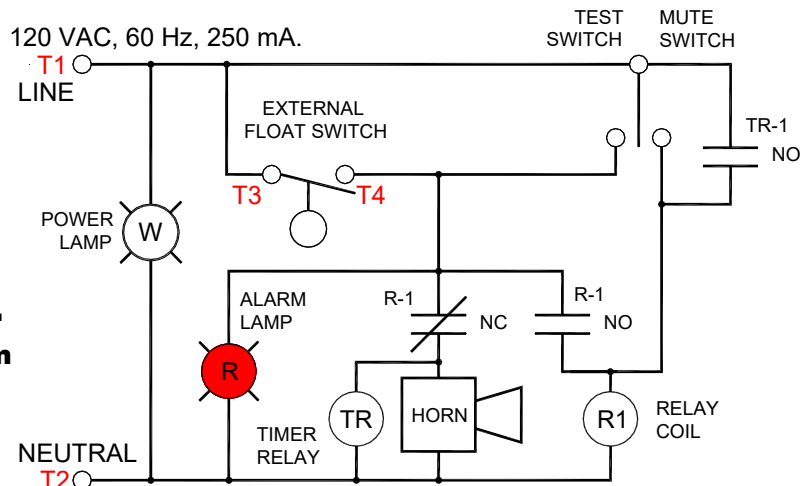 120 VAC, 60 Hz, 250 mA.
T1
LINE
TEST
SWITCH
MUTE
SWITCH
EXTERNAL
FLOAT SWITCH
TR-1
NO
T3
T4
POWER
LAMP
W
ALARM
LAMP
R
R-1
NC
R-1
NO
TIMER
RELAY
TR
HORN
R1
RELAY
COIL
NEUTRAL
T2